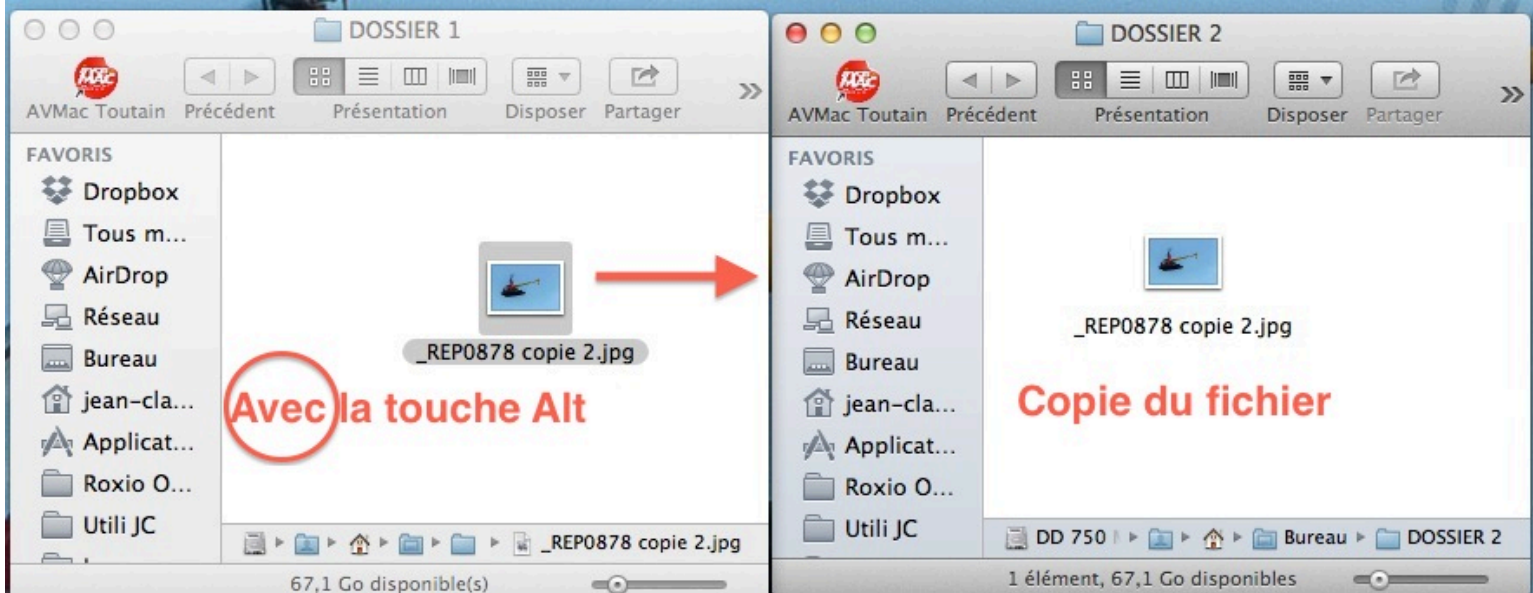 DOSSIER 1
AVMac Toutain Précédent Présentation Disposer Partager
FAVORIS
Dropbox
Tous m...
AirDrop
Réseau
Bureau
jean-cla...
Applicat...
Roxio O...
Utili JC
_REP0878 copie 2.jpg
Avec la touche Alt
_REP0878 copie 2.jpg
67,1 Go disponible(s)
DOSSIER 2
AVMac Toutain Précédent Présentation Disposer Partager
FAVORIS
Dropbox
Tous m...
AirDrop
Réseau
Bureau
jean-cla...
Applicat...
Roxio O...
Utili JC
_REP0878 copie 2.jpg
Copie du fichier
DD 750 Bureau DOSSIER 2
1 élément, 67,1 Go disponibles